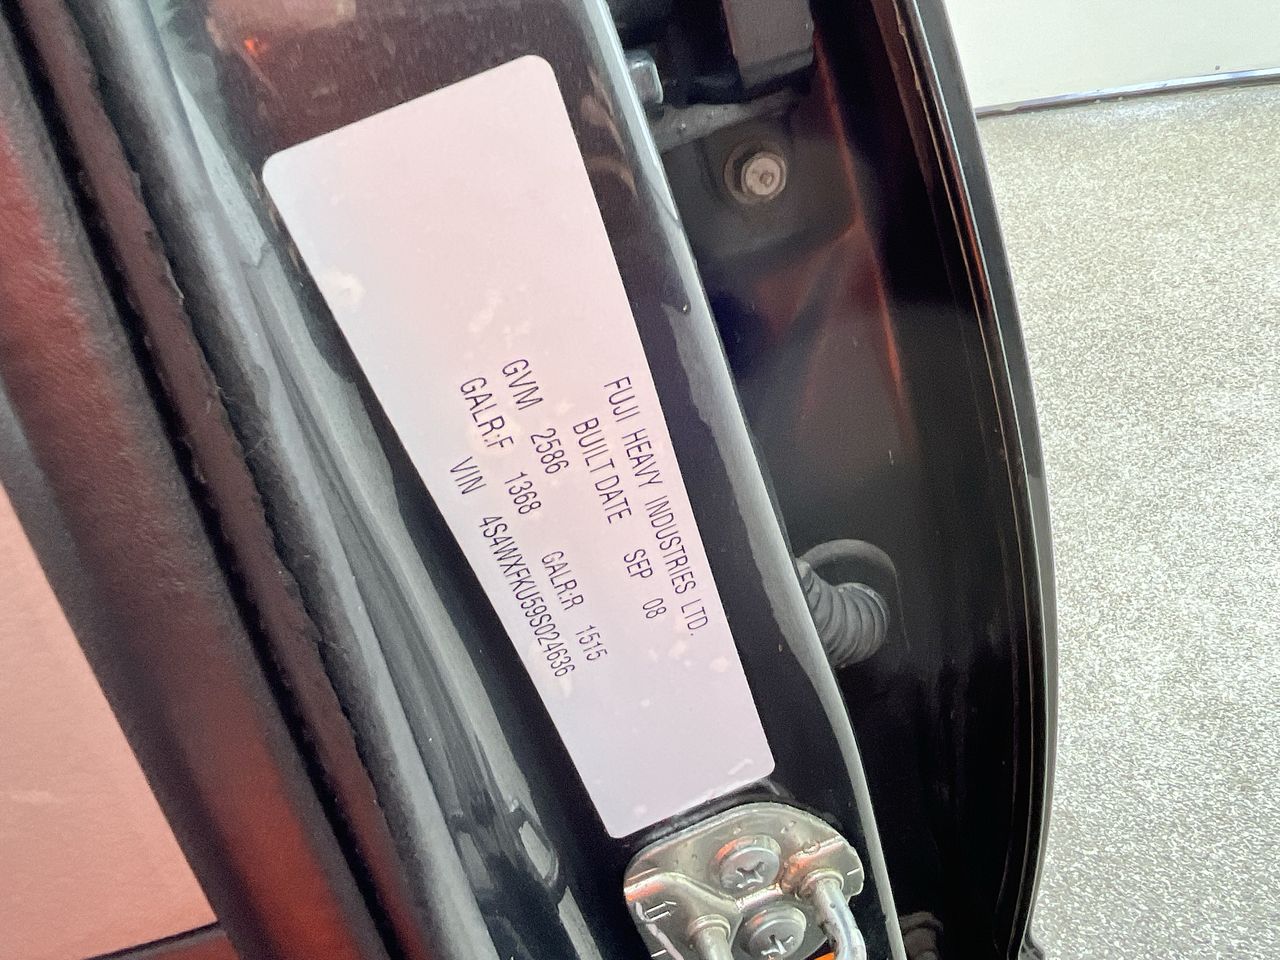 FUJI HEAVY INDUSTRIES LTD.
BUILT DATE SEP 08
GVM 2586
GALR:F 1368 GALR:R 1515
VIN 4S4WXFKU59S024636